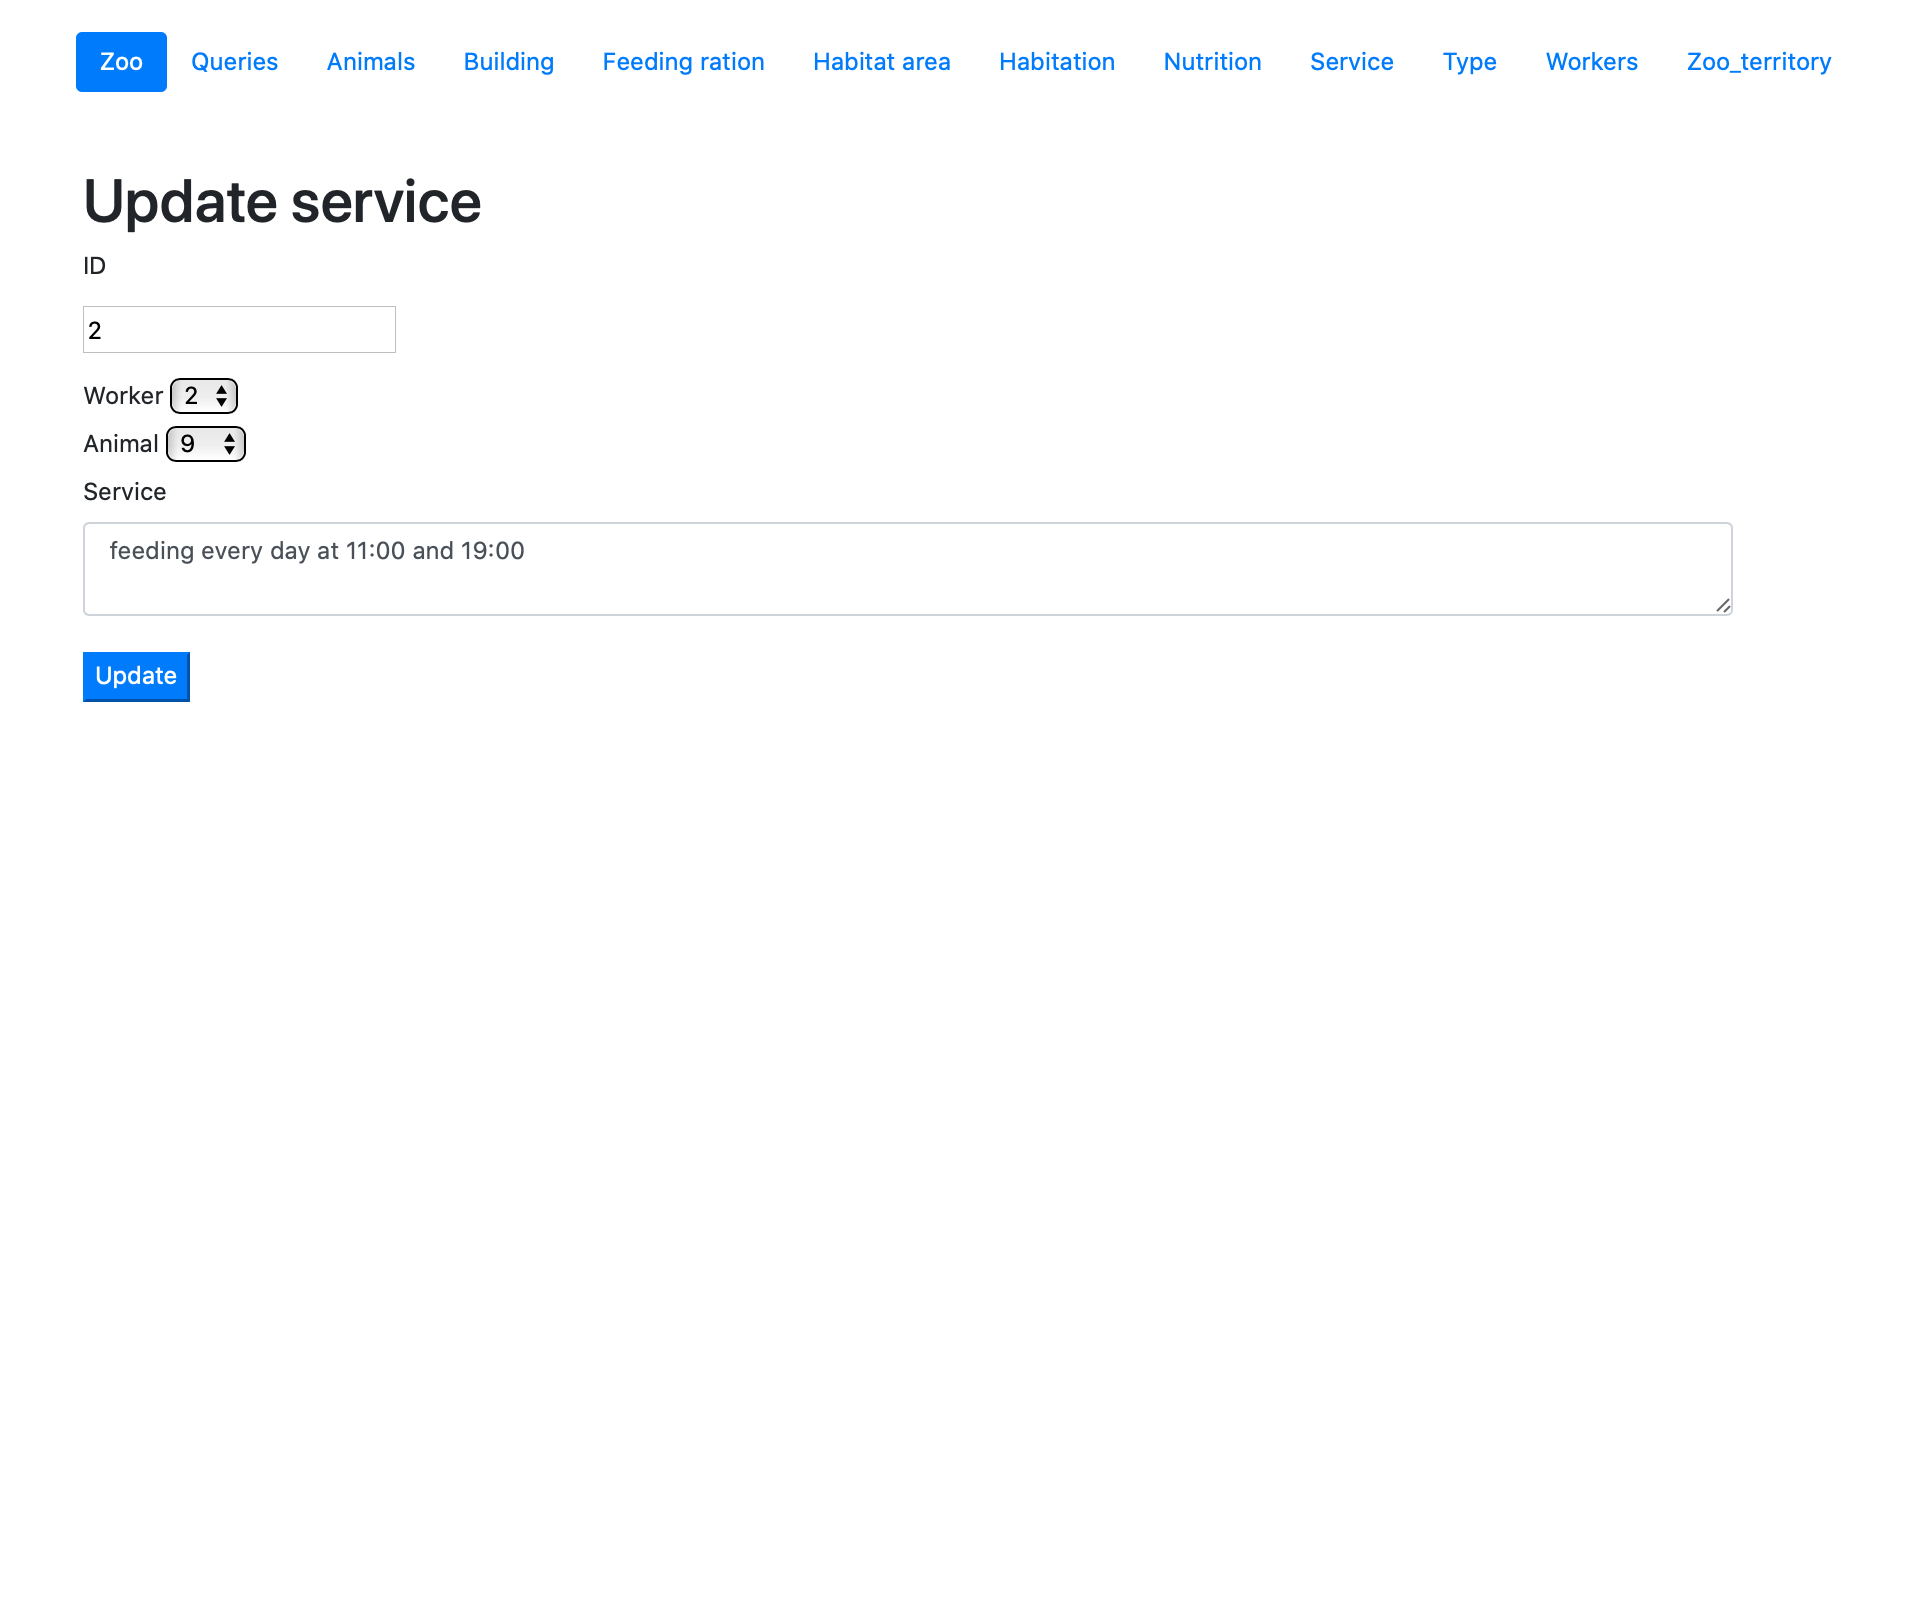 Zoo Queries Animals Building Feeding ration Habitat area Habitation Nutrition Service Type Workers Zoo_territory
Update service
ID
2
Worker 2
Animal 9
Service
feeding every day at 11:00 and 19:00
Update